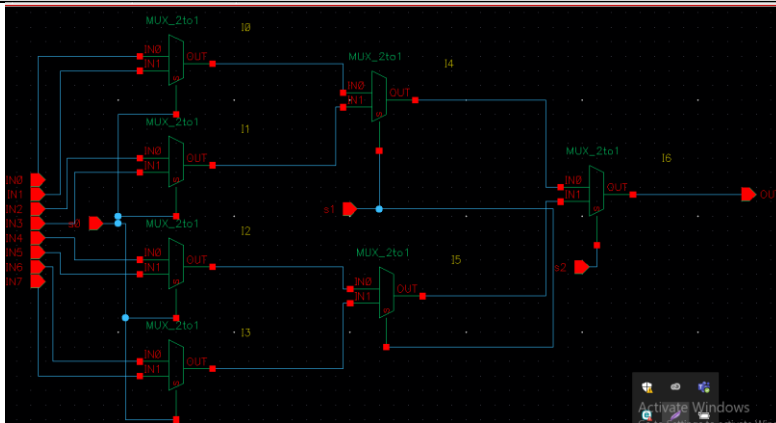 MUX_2to1
I0
IN0
OUT
IN1
S
MUX_2to1
I4
IN0
OUT
IN1
S
MUX_2to1
I1
IN0
OUT
IN1
S
MUX_2to1
I6
IN0
OUT
IN1
S
OU
IN0
IN1
IN2
IN3
IN4
IN5
IN6
IN7
s0
s1
s2
MUX_2to1
I2
IN0
OUT
IN1
S
MUX_2to1
I5
IN0
OUT
IN1
S
MUX_2to1
I3
IN0
OUT
IN1
S
Activate Windows